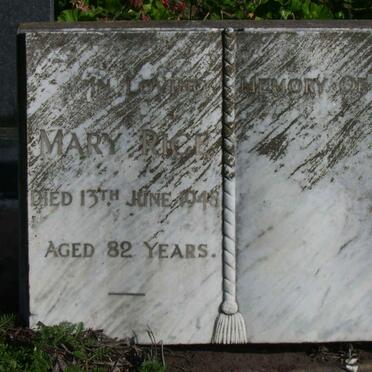 IN LOVING MEMORY OF
MARY RICE
DIED 13TH JUNE 1948
AGED 82 YEARS.